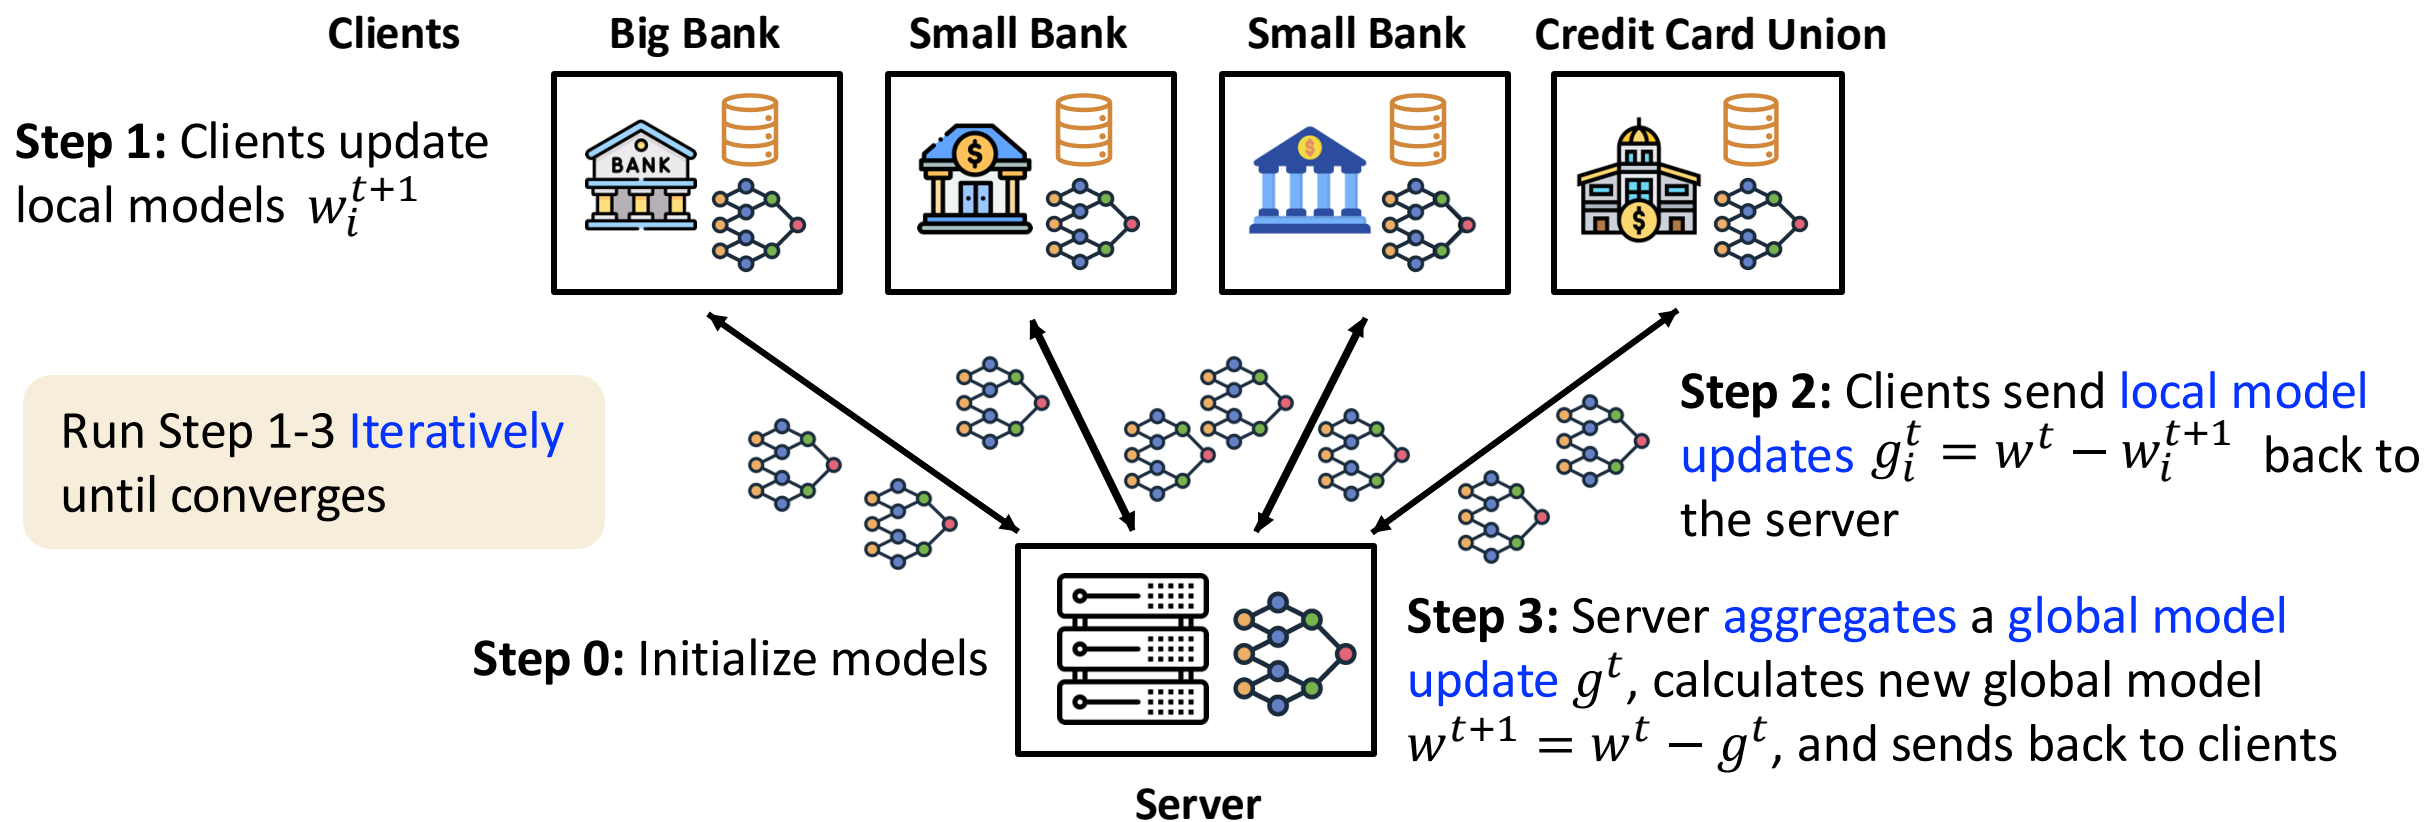 Clients
Big Bank
Small Bank
Small Bank
Credit Card Union
BANK
$
$
$
Step 1: Clients update
local models $w_i^{t+1}$
Run Step 1-3 Iteratively
until converges
Step 2: Clients send local model
updates $g_i^t = w^t - w_i^{t+1}$ back to
the server
Step 0: Initialize models
Step 3: Server aggregates a global model
update $g^t$, calculates new global model
$w^{t+1} = w^t - g^t$, and sends back to clients
Server